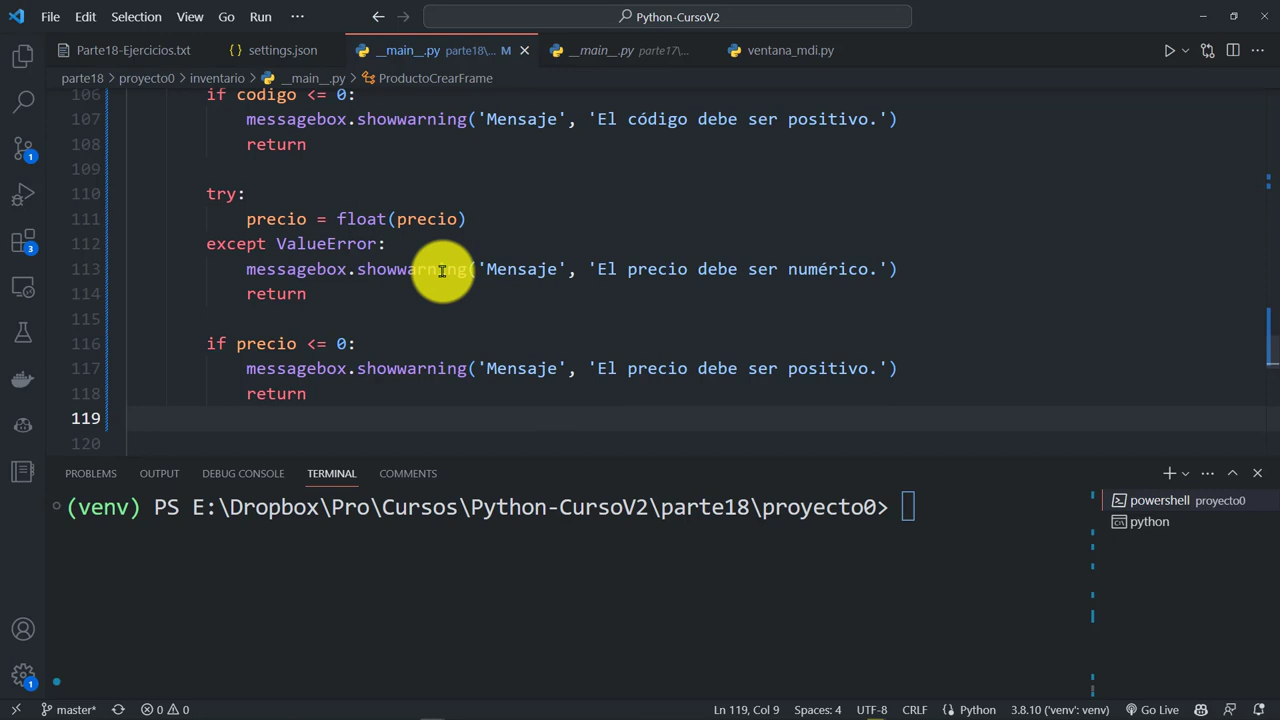 File Edit Selection View Go Run ··· Python-CursoV2
Parte18-Ejercicios.txt {} settings.json __main__.py parte18\... M __main__.py parte17\... ventana_mdi.py
parte18 > proyecto0 > inventario > __main__.py > ProductoCrearFrame
106 if codigo <= 0:
107 messagebox.showwarning('Mensaje', 'El código debe ser positivo.')
108 return
109
110 try:
111 precio = float(precio)
112 except ValueError:
113 messagebox.showwarning('Mensaje', 'El precio debe ser numérico.')
114 return
115
116 if precio <= 0:
117 messagebox.showwarning('Mensaje', 'El precio debe ser positivo.')
118 return
119
120
PROBLEMS OUTPUT DEBUG CONSOLE TERMINAL COMMENTS
(venv) PS E:\Dropbox\Pro\Cursos\Python-CursoV2\parte18\proyecto0>
powershell proyecto0
python
1
3
1
master* 0 0 Ln 119, Col 9 Spaces: 4 UTF-8 CRLF Python 3.8.10 ('venv': venv) Go Live